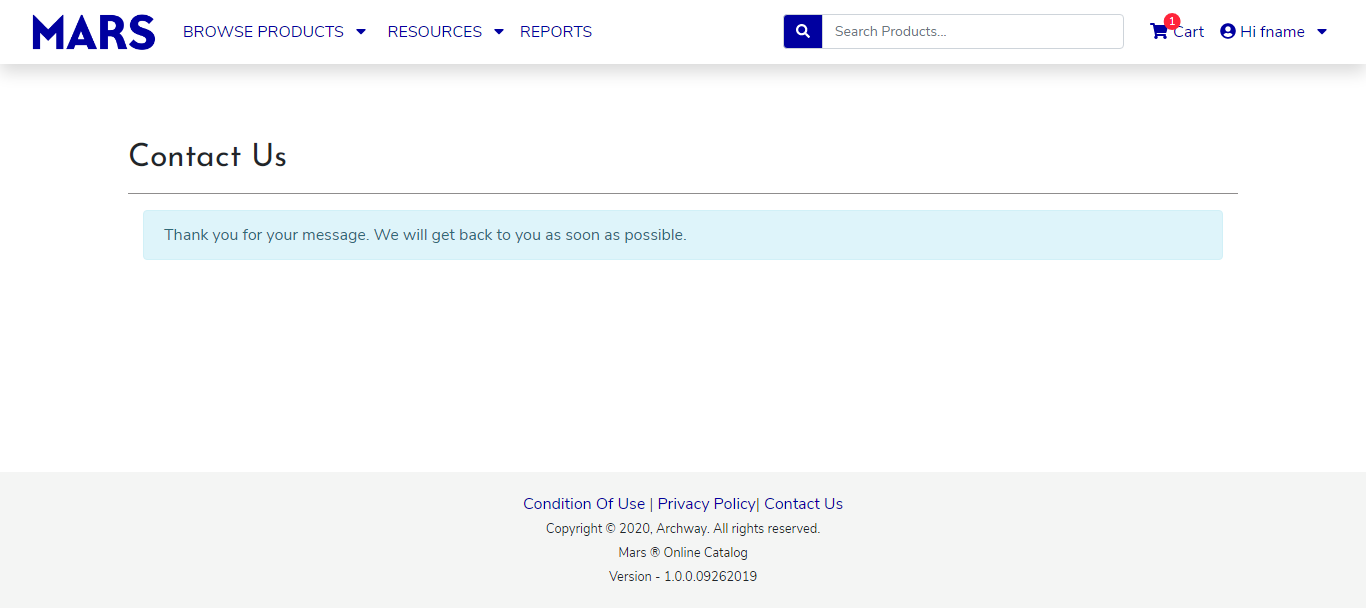 MARS BROWSE PRODUCTS RESOURCES REPORTS Search Products... 1 Cart Hi fname
Contact Us
Thank you for your message. We will get back to you as soon as possible.
Condition Of Use | Privacy Policy| Contact Us
Copyright © 2020, Archway. All rights reserved.
Mars ® Online Catalog
Version - 1.0.0.09262019